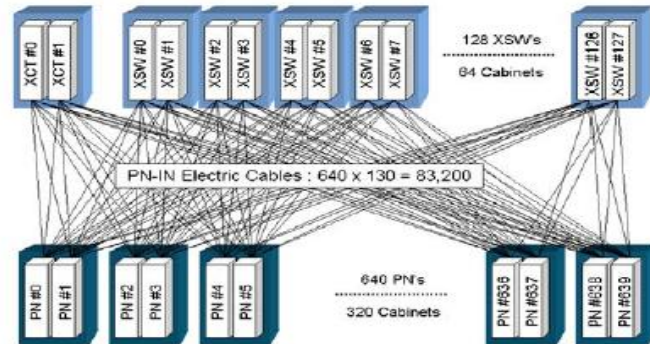 XCT #0
XCT #1
XSW #0
XSW #1
XSW #2
XSW #3
XSW #4
XSW #5
XSW #6
XSW #7
128 XSW's
64 Cabinets
XSW #126
XSW #127
PN-IN Electric Cables : 640 x 130 = 83,200
PN #0
PN #1
PN #2
PN #3
PN #4
PN #5
640 PN's
320 Cabinets
PN #636
PN #637
PN #638
PN #639